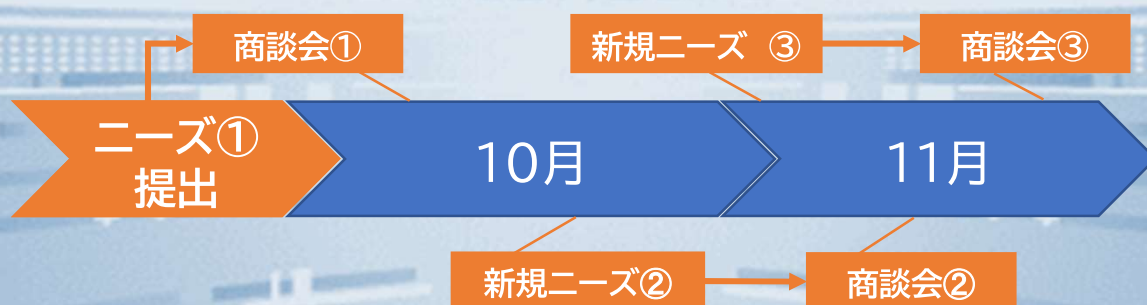 商談会①
新規ニーズ ③
商談会③
ニーズ①
提出
10月
11月
新規ニーズ②
商談会②